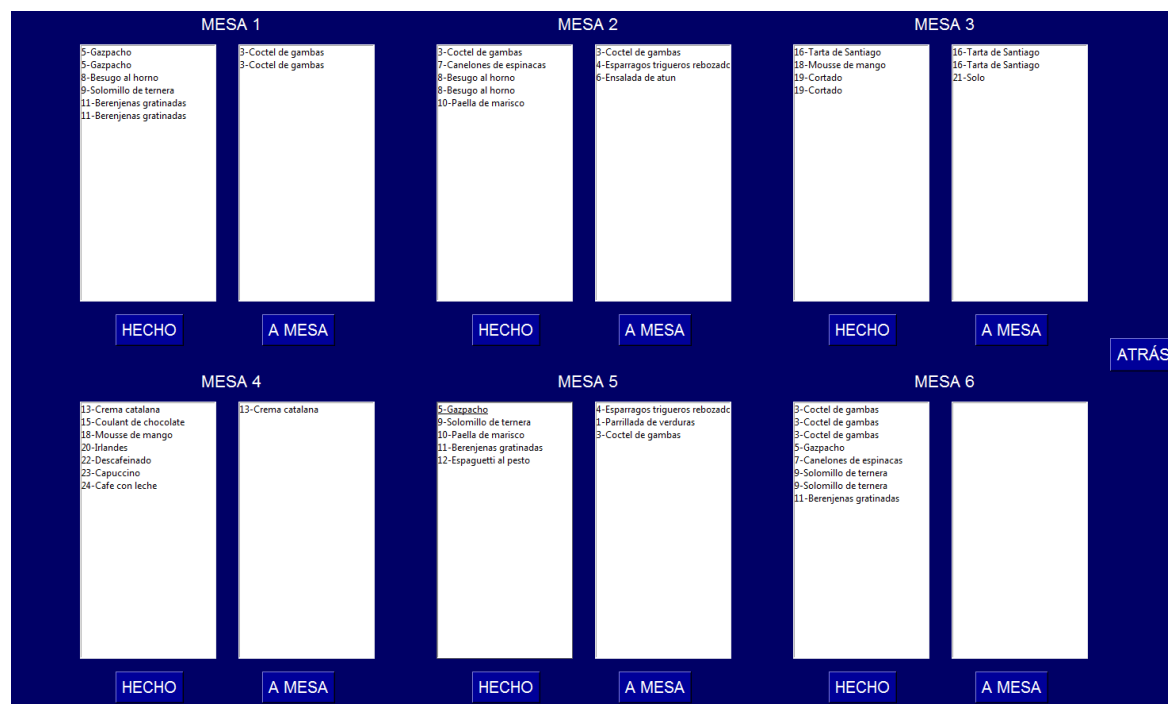 MESA 1
5-Gazpacho
5-Gazpacho
8-Besugo al horno
9-Solomillo de ternera
11-Berenjenas gratinadas
11-Berenjenas gratinadas
3-Coctel de gambas
3-Coctel de gambas
HECHO
A MESA
MESA 2
3-Coctel de gambas
7-Canelones de espinacas
8-Besugo al horno
8-Besugo al horno
10-Paella de marisco
3-Coctel de gambas
4-Esparragos trigueros rebozadc
6-Ensalada de atun
HECHO
A MESA
MESA 3
16-Tarta de Santiago
18-Mousse de mango
19-Cortado
19-Cortado
16-Tarta de Santiago
16-Tarta de Santiago
21-Solo
HECHO
A MESA
ATRÁS
MESA 4
13-Crema catalana
15-Coulant de chocolate
18-Mousse de mango
20-Irlandes
22-Descafeinado
23-Capuccino
24-Cafe con leche
13-Crema catalana
HECHO
A MESA
MESA 5
5-Gazpacho
9-Solomillo de ternera
10-Paella de marisco
11-Berenjenas gratinadas
12-Espaguetti al pesto
4-Esparragos trigueros rebozadc
1-Parrillada de verduras
3-Coctel de gambas
HECHO
A MESA
MESA 6
3-Coctel de gambas
3-Coctel de gambas
3-Coctel de gambas
5-Gazpacho
7-Canelones de espinacas
9-Solomillo de ternera
9-Solomillo de ternera
11-Berenjenas gratinadas
HECHO
A MESA